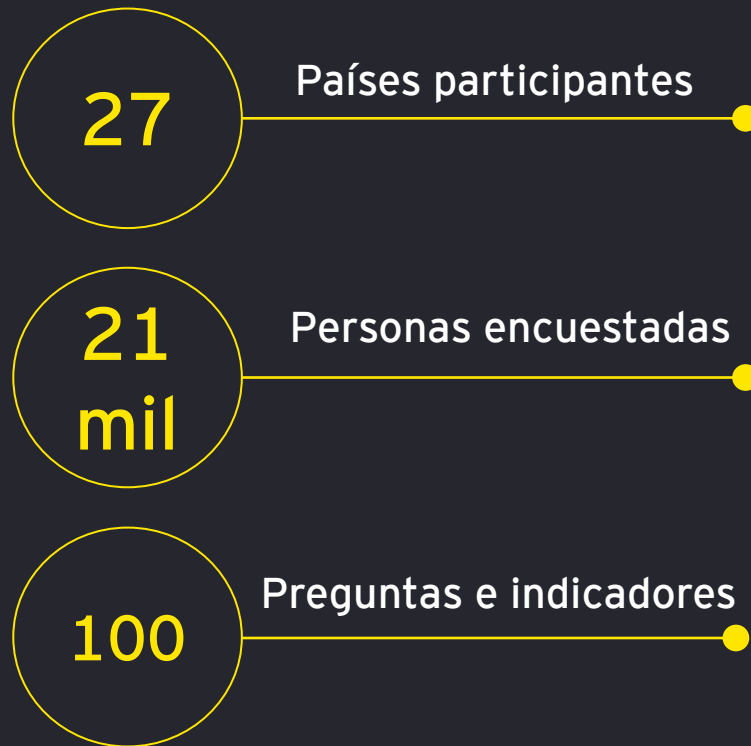 27
Países participantes
21
mil
Personas encuestadas
100
Preguntas e indicadores